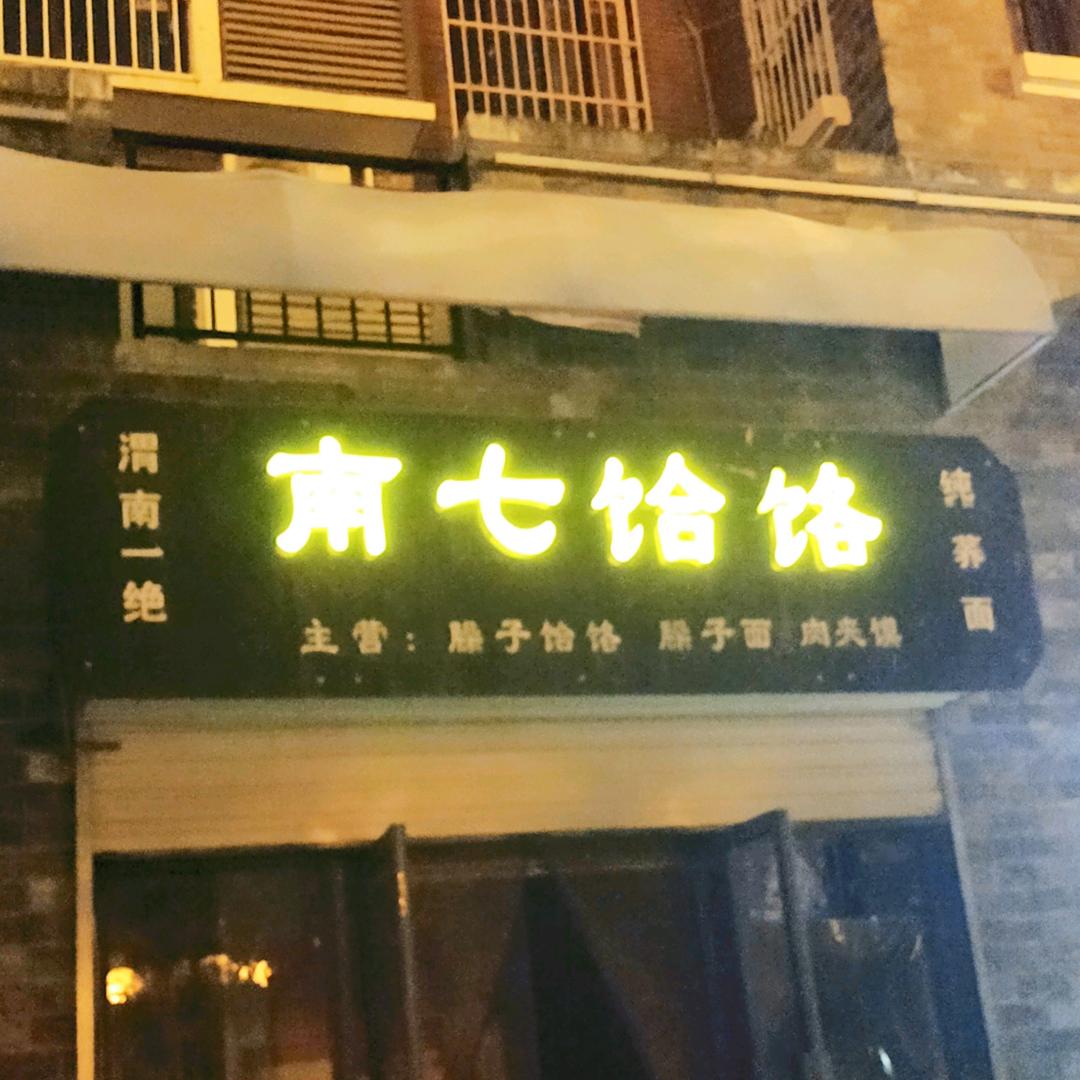 渭南一绝
南七饸饹
主营：臊子饸饹 臊子面 肉夹馍
纯荞面